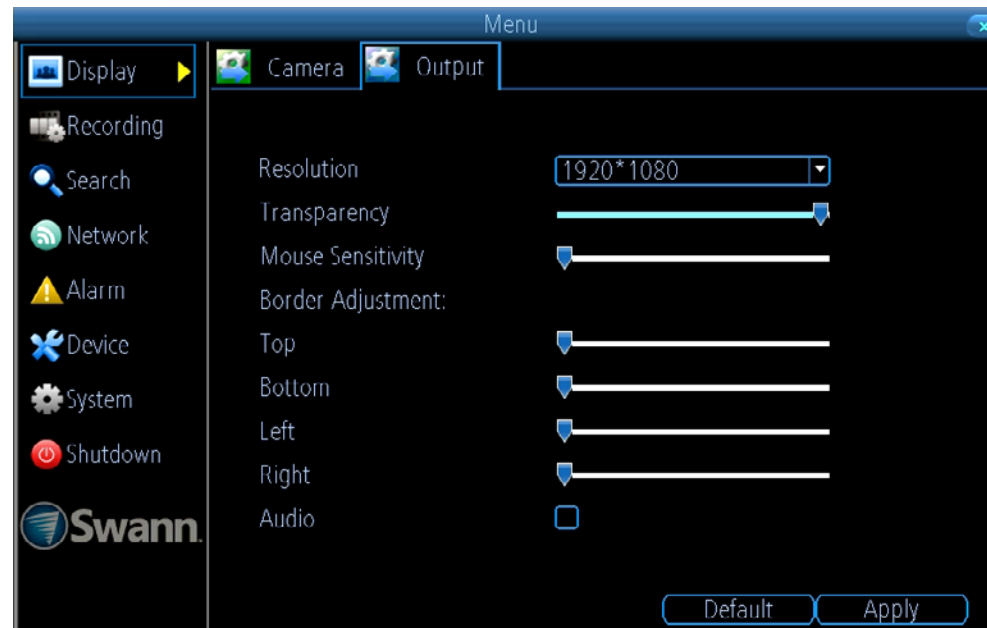 Menu
Display
Camera
Output
Recording
Search
Network
Alarm
Device
System
Shutdown
Swann.
Resolution
1920*1080
Transparency
Mouse Sensitivity
Border Adjustment:
Top
Bottom
Left
Right
Audio
Default
Apply